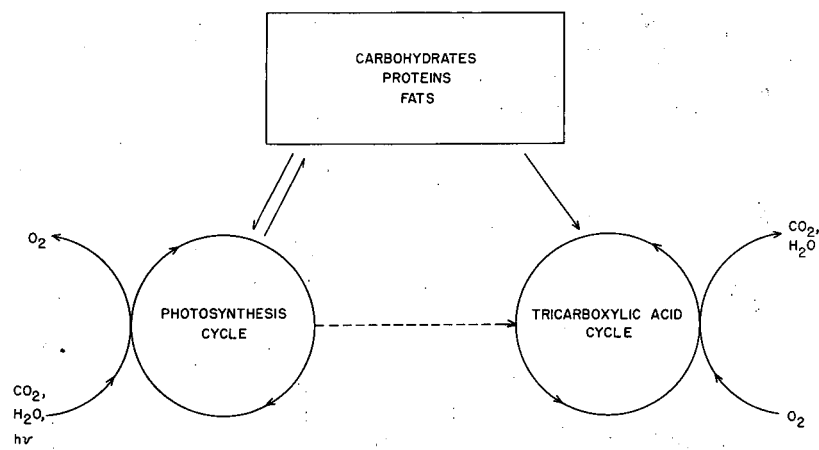 CARBOHYDRATES
PROTEINS
FATS
O₂
CO₂,
H₂O
PHOTOSYNTHESIS
CYCLE
TRICARBOXYLIC ACID
CYCLE
CO₂,
H₂O,
hν
O₂